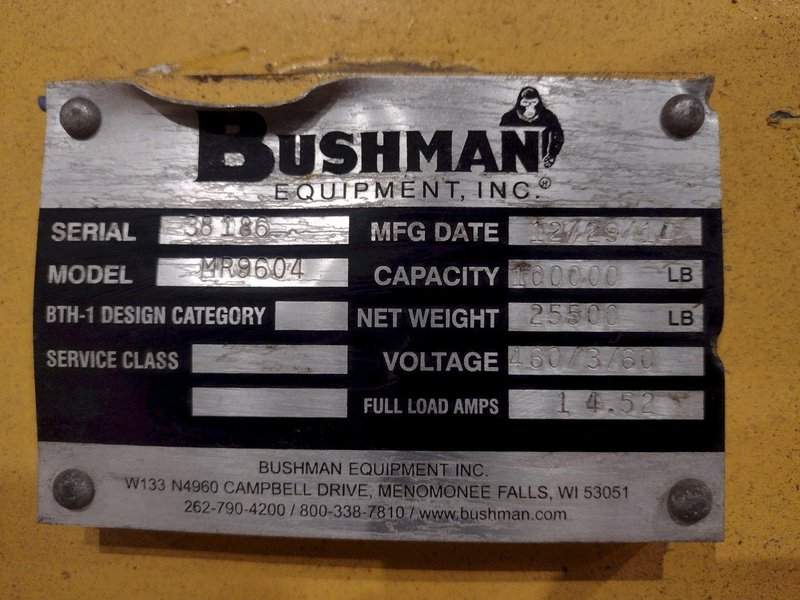 BUSHMAN
EQUIPMENT, INC.®
SERIAL 38186 MFG DATE 12/29/14
MODEL MR9604 CAPACITY 100000 LB
BTH-1 DESIGN CATEGORY NET WEIGHT 25500 LB
SERVICE CLASS VOLTAGE 460/3/60
FULL LOAD AMPS 14.52
BUSHMAN EQUIPMENT INC.
W133 N4960 CAMPBELL DRIVE, MENOMONEE FALLS, WI 53051
262-790-4200 / 800-338-7810 / www.bushman.com